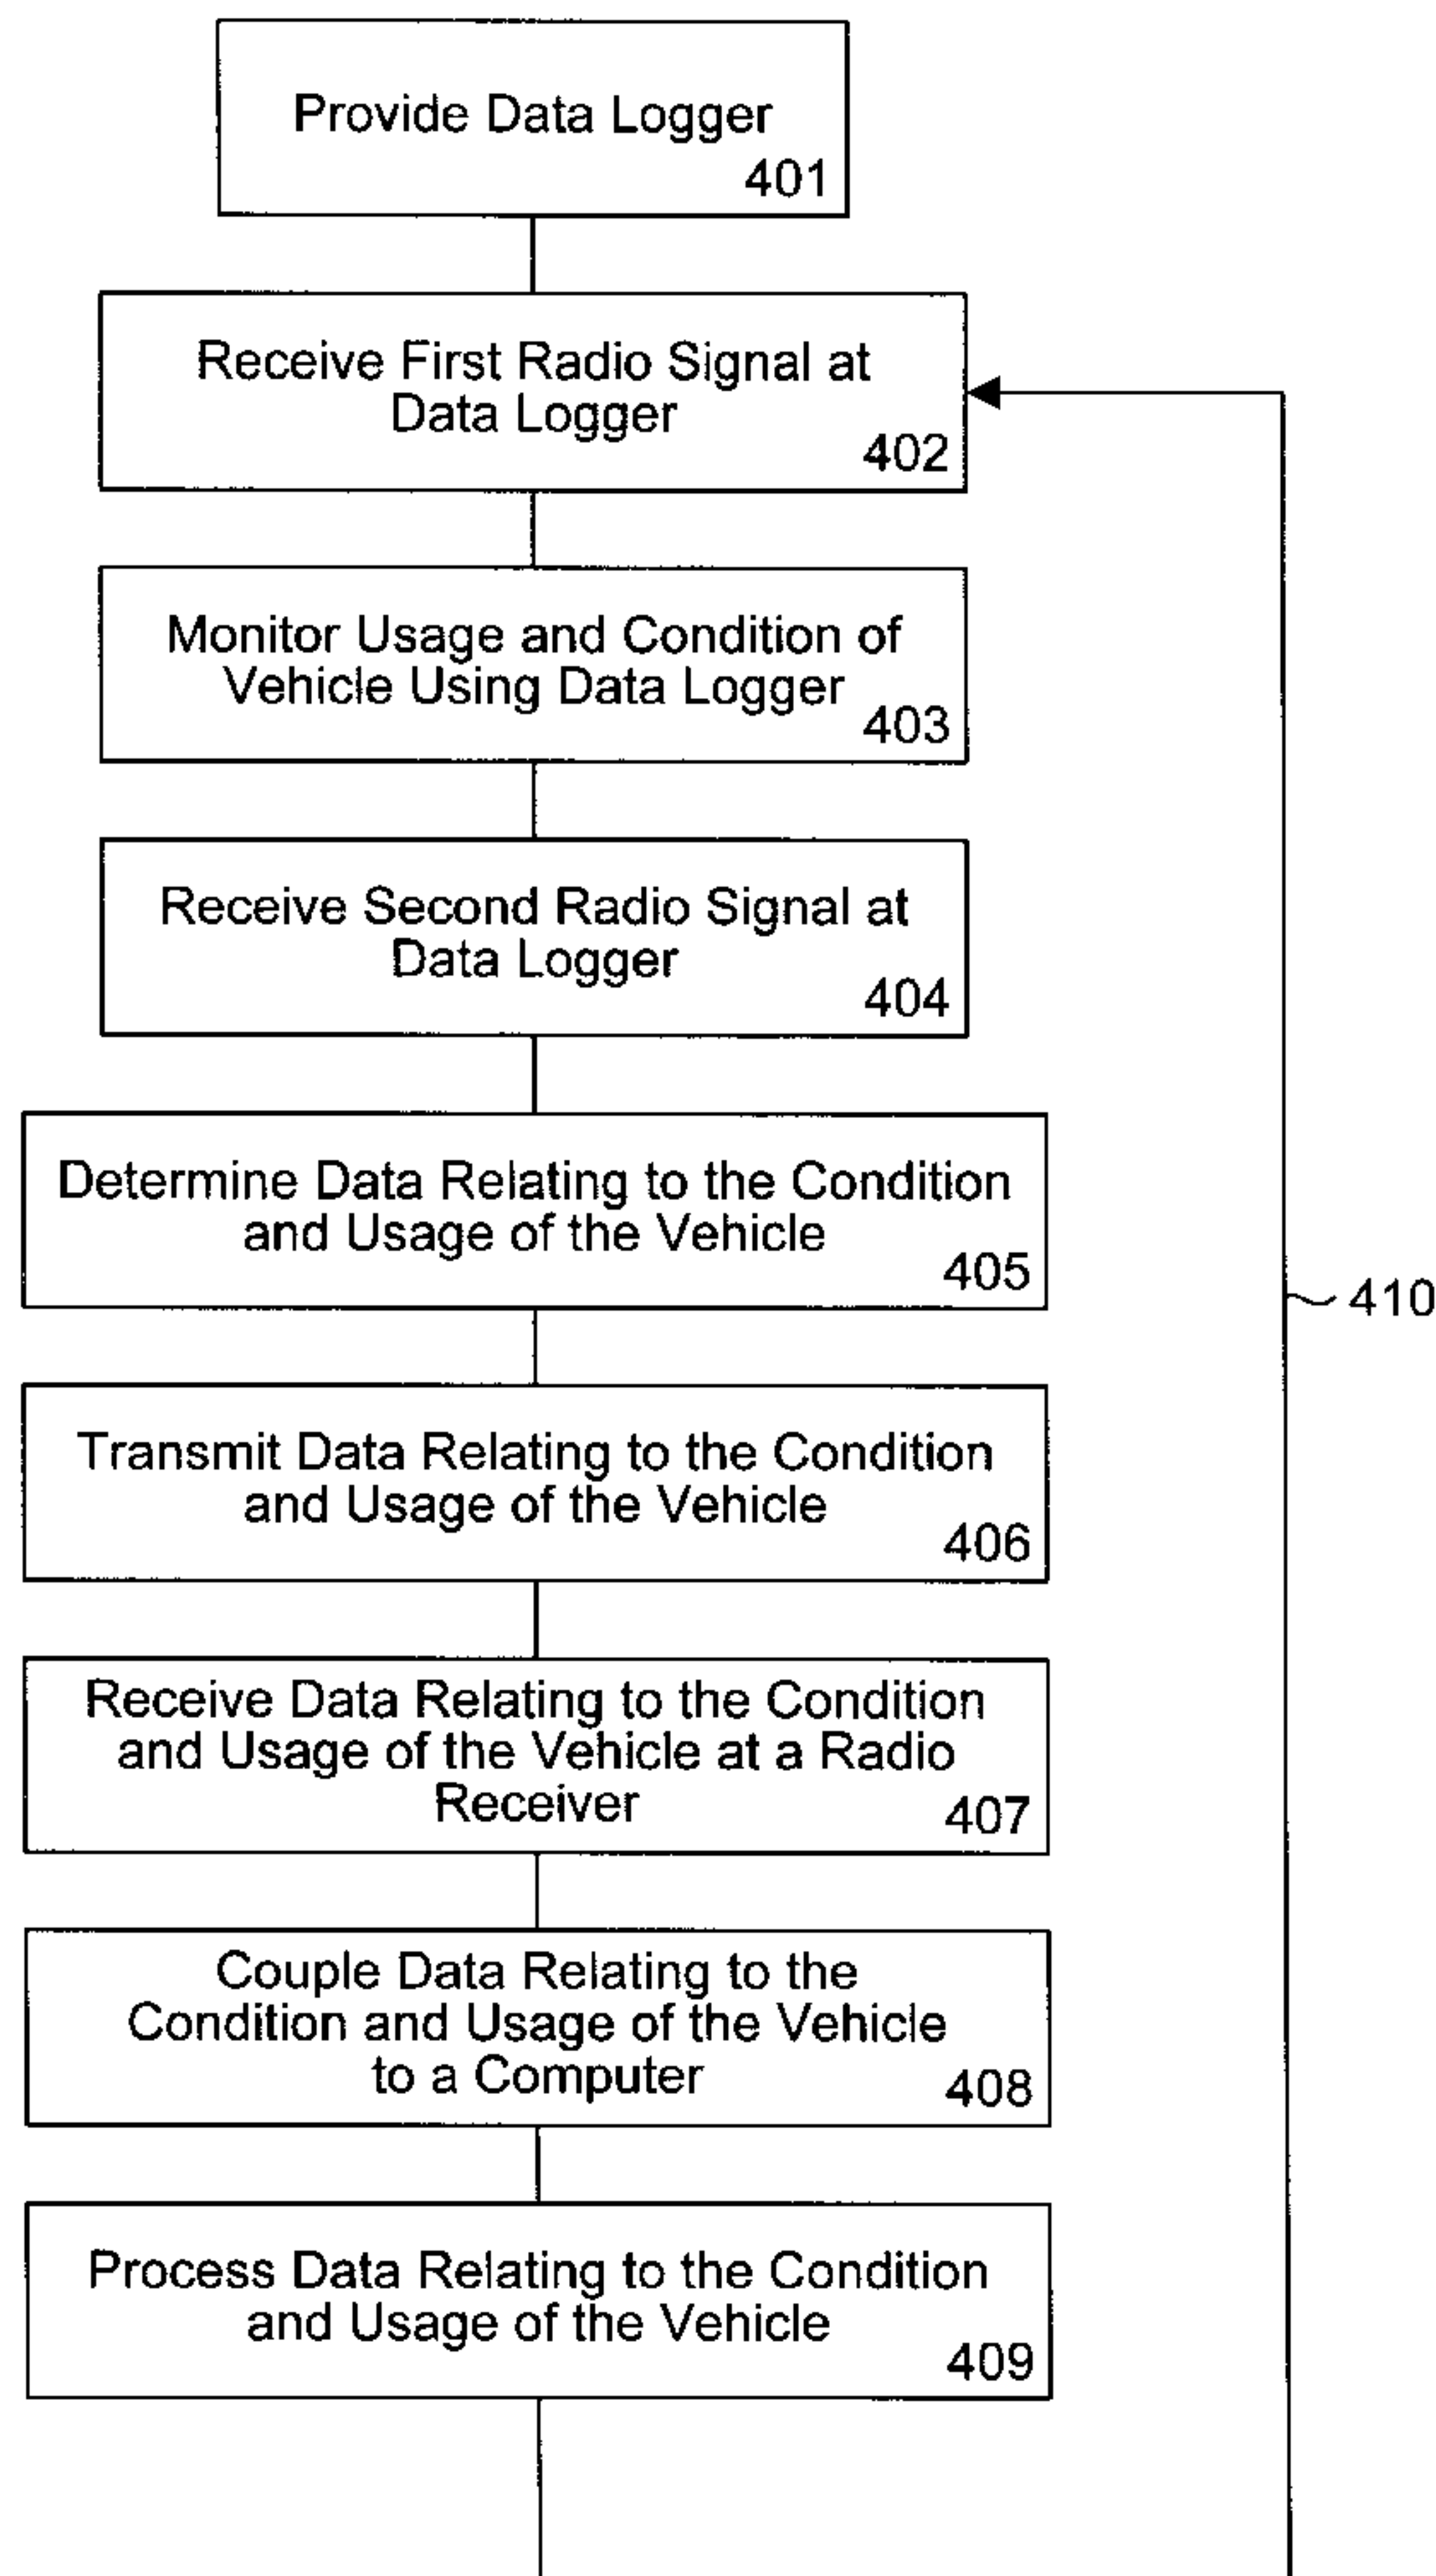 Provide Data Logger
401
Receive First Radio Signal at
Data Logger
402
Monitor Usage and Condition of
Vehicle Using Data Logger
403
Receive Second Radio Signal at
Data Logger
404
Determine Data Relating to the Condition
and Usage of the Vehicle
405
410
Transmit Data Relating to the Condition
and Usage of the Vehicle
406
Receive Data Relating to the Condition
and Usage of the Vehicle at a Radio
Receiver
407
Couple Data Relating to the
Condition and Usage of the Vehicle
to a Computer
408
Process Data Relating to the Condition
and Usage of the Vehicle
409